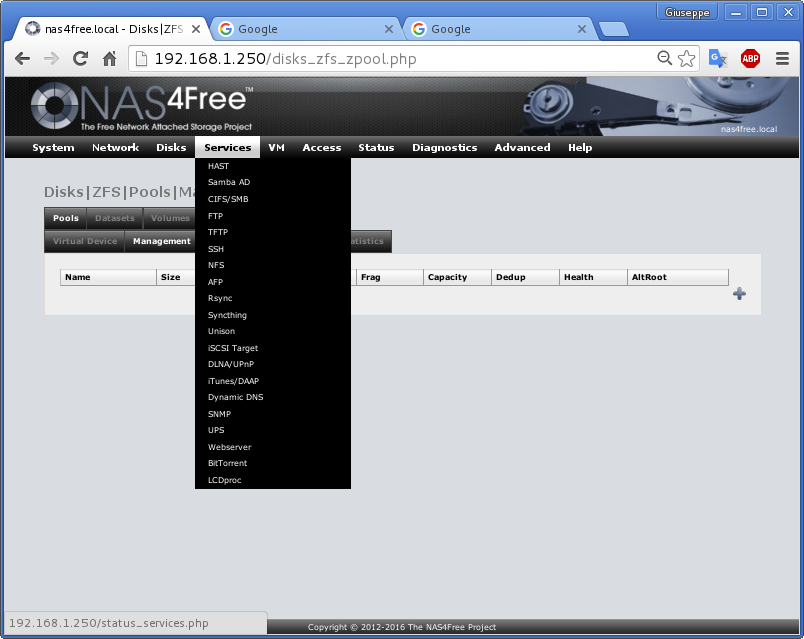 Giuseppe
nas4free.local - Disks|ZFS
Google
Google
192.168.1.250/disks_zfs_zpool.php
ABP
NAS4Free™
The Free Network Attached Storage Project
nas4free.local
System Network Disks Services VM Access Status Diagnostics Advanced Help
HAST
Samba AD
CIFS/SMB
FTP
TFTP
SSH
NFS
AFP
Rsync
Syncthing
Unison
iSCSI Target
DLNA/UPnP
iTunes/DAAP
Dynamic DNS
SNMP
UPS
Webserver
BitTorrent
LCDproc
Disks|ZFS|Pools|Ma
Pools Datasets Volumes
Virtual Device Management atistics
Name Size Frag Capacity Dedup Health AltRoot
192.168.1.250/status_services.php
Copyright © 2012-2016 The NAS4Free Project